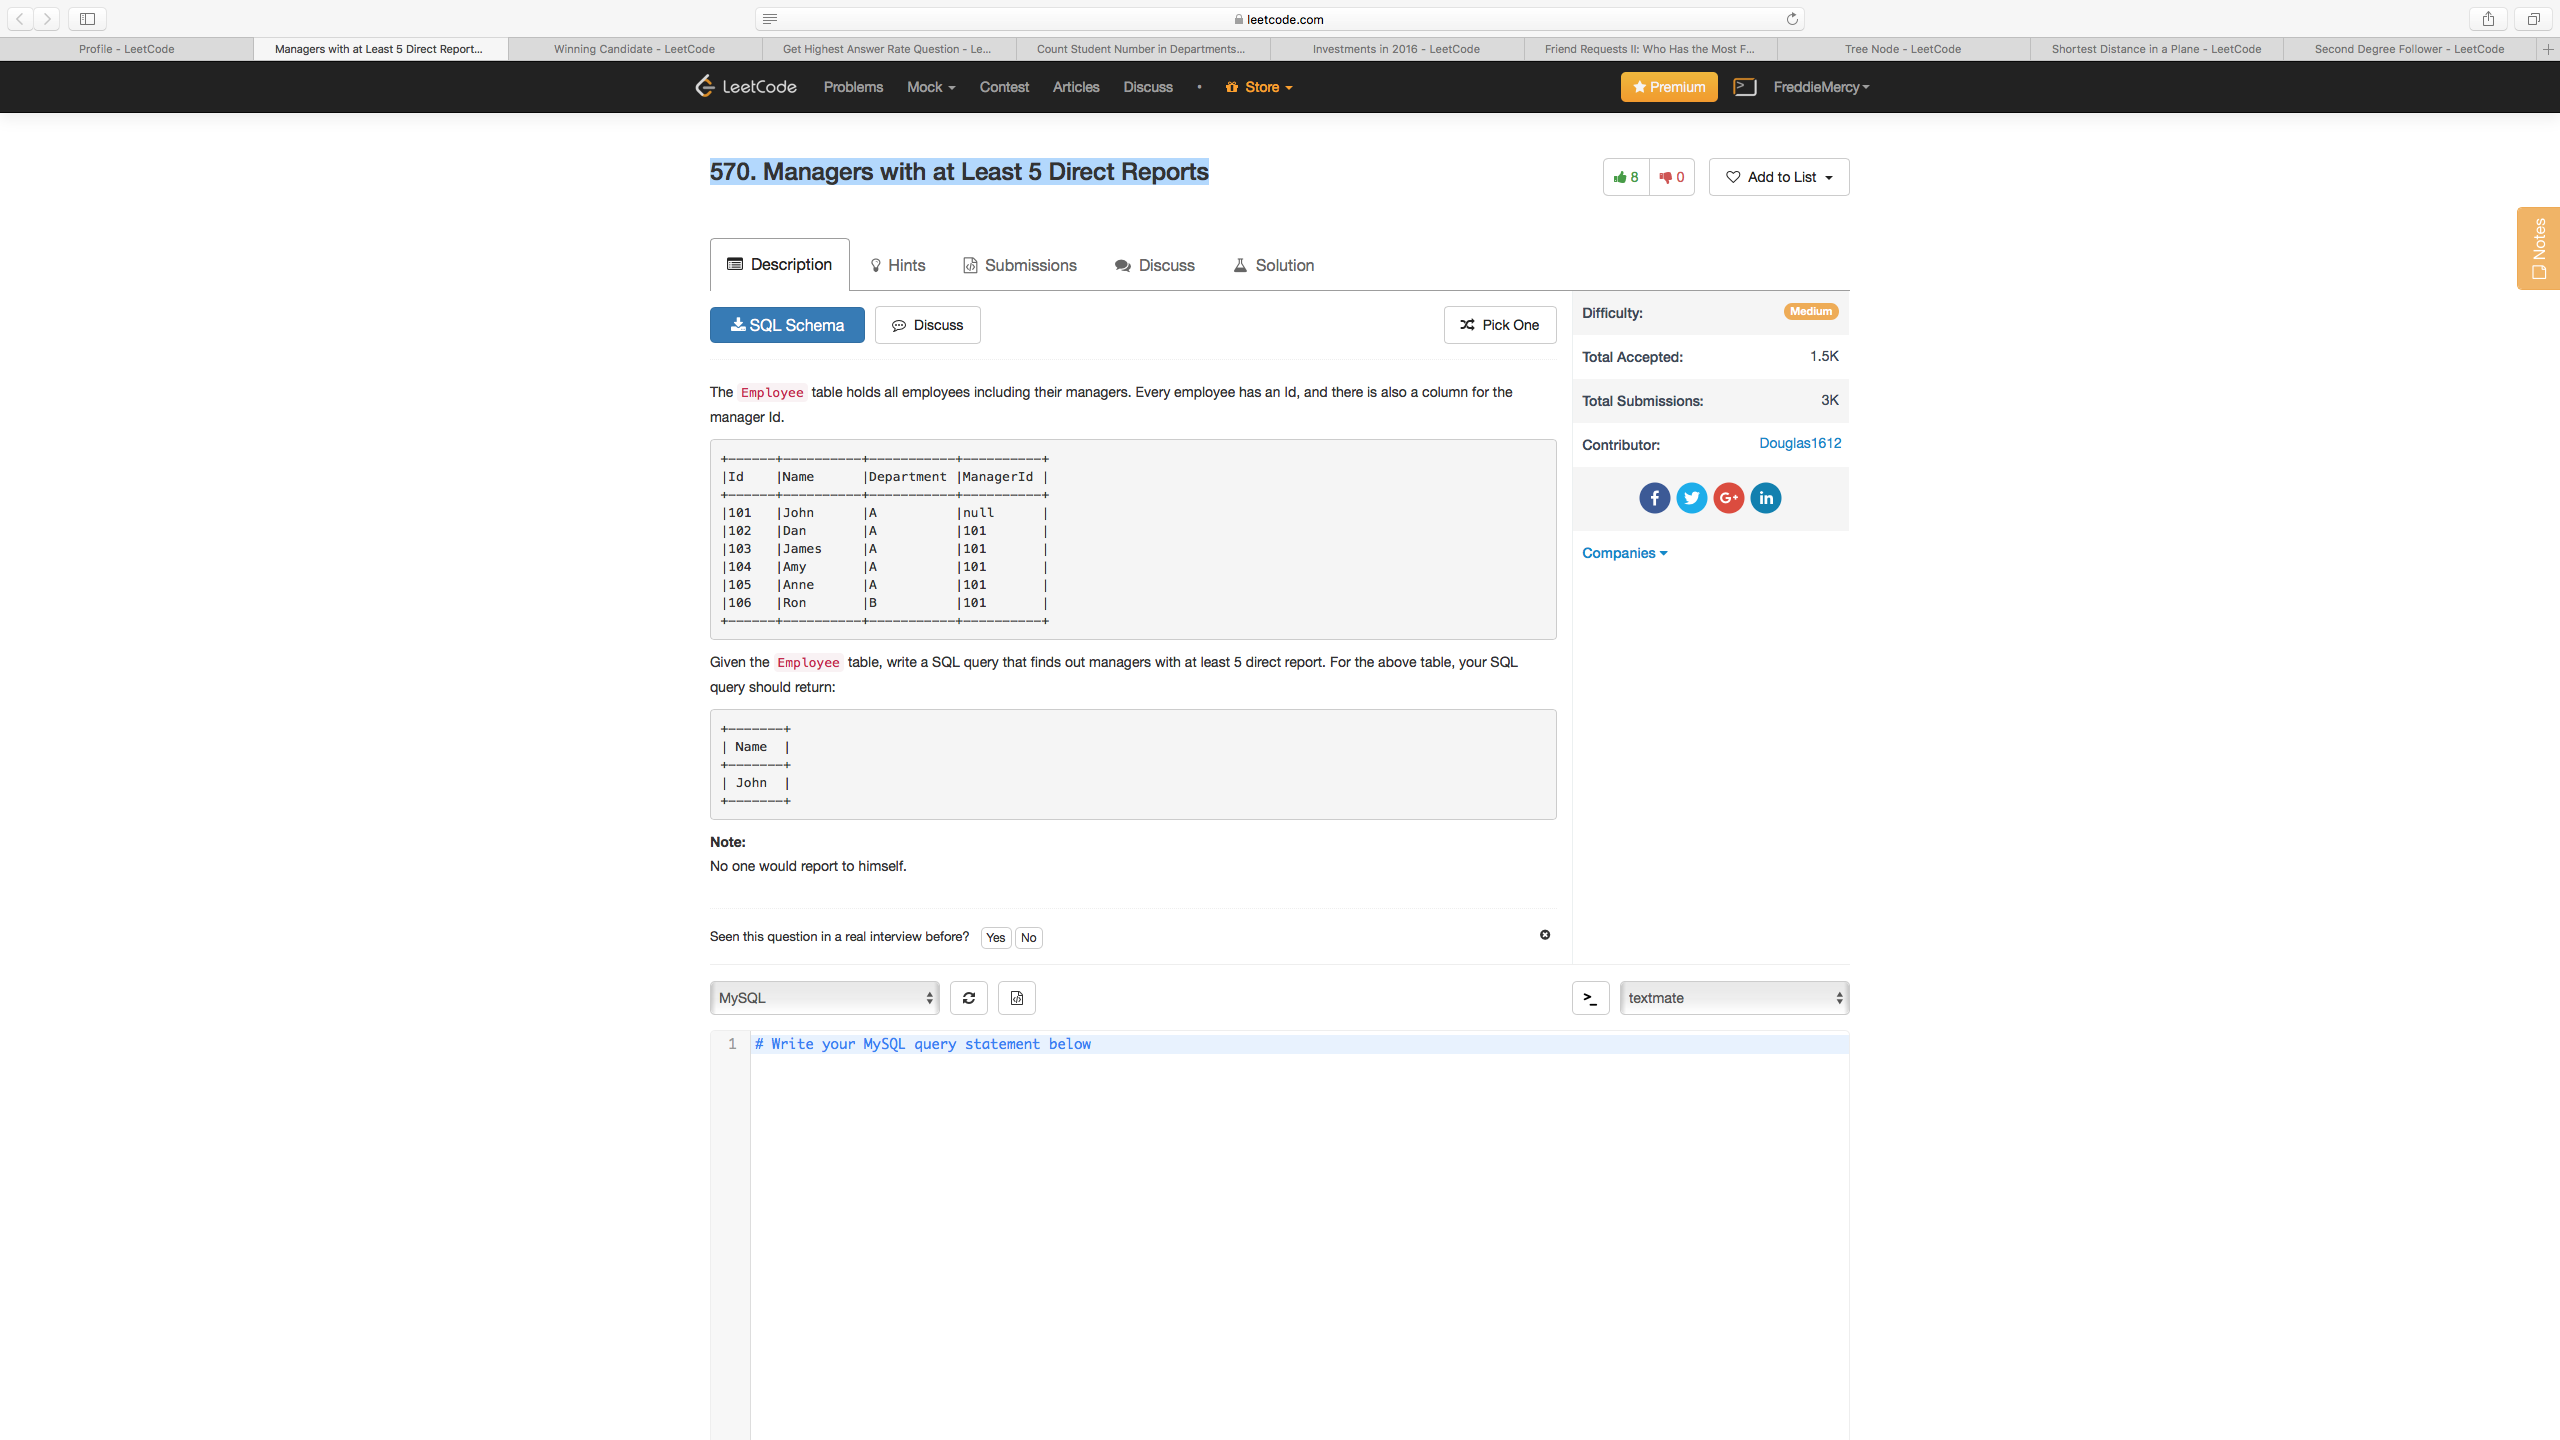 leetcode.com
Profile - LeetCode
Managers with at Least 5 Direct Report...
Winning Candidate - LeetCode
Get Highest Answer Rate Question - Le...
Count Student Number in Departments...
Investments in 2016 - LeetCode
Friend Requests II: Who Has the Most F...
Tree Node - LeetCode
Shortest Distance in a Plane - LeetCode
Second Degree Follower - LeetCode
LeetCode Problems Mock Contest Articles Discuss • Store Premium FreddieMercy
570. Managers with at Least 5 Direct Reports
8 0 Add to List
Notes
Description Hints Submissions Discuss Solution
SQL Schema Discuss Pick One
Difficulty: Medium
Total Accepted: 1.5K
Total Submissions: 3K
Contributor: Douglas1612
f G+ in
Companies
The Employee table holds all employees including their managers. Every employee has an Id, and there is also a column for the
manager Id.
+------+----------+-----------+----------+
|Id    |Name      |Department |ManagerId |
+------+----------+-----------+----------+
|101   |John      |A          |null      |
|102   |Dan       |A          |101       |
|103   |James     |A          |101       |
|104   |Amy       |A          |101       |
|105   |Anne      |A          |101       |
|106   |Ron       |B          |101       |
+------+----------+-----------+----------+
Given the Employee table, write a SQL query that finds out managers with at least 5 direct report. For the above table, your SQL
query should return:
+-------+
| Name  |
+-------+
| John  |
+-------+
Note:
No one would report to himself.
Seen this question in a real interview before? Yes No
MySQL >_ textmate
1 # Write your MySQL query statement below